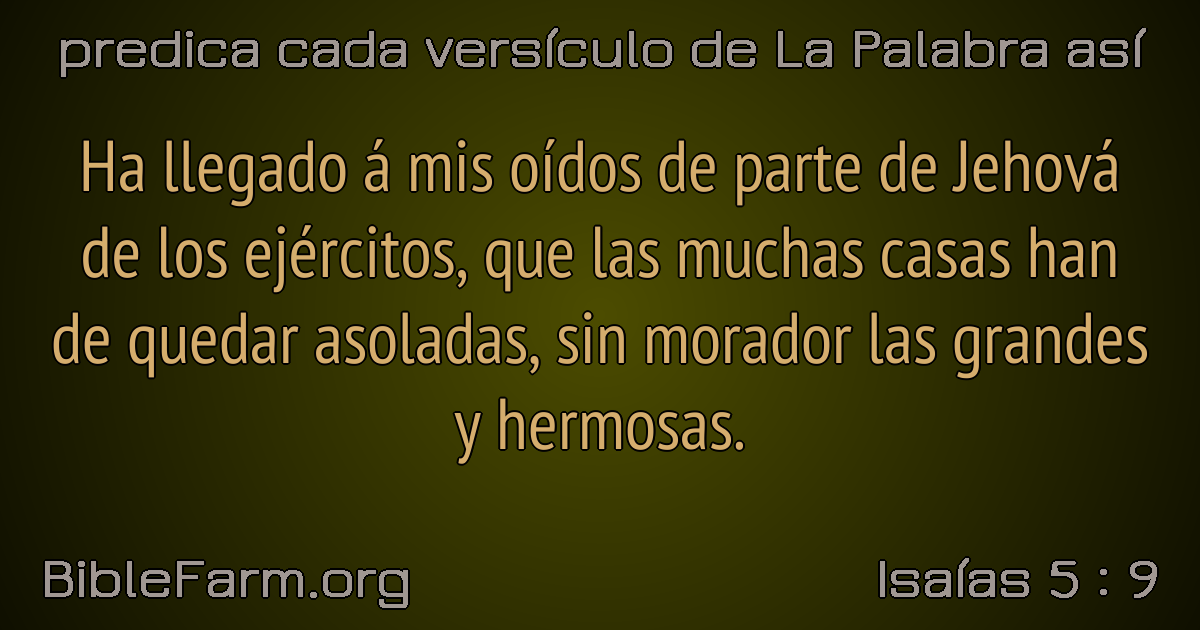 predica cada versículo de La Palabra así
Ha llegado á mis oídos de parte de Jehová
de los ejércitos, que las muchas casas han
de quedar asoladas, sin morador las grandes
y hermosas.
BibleFarm.org
Isaías 5 : 9